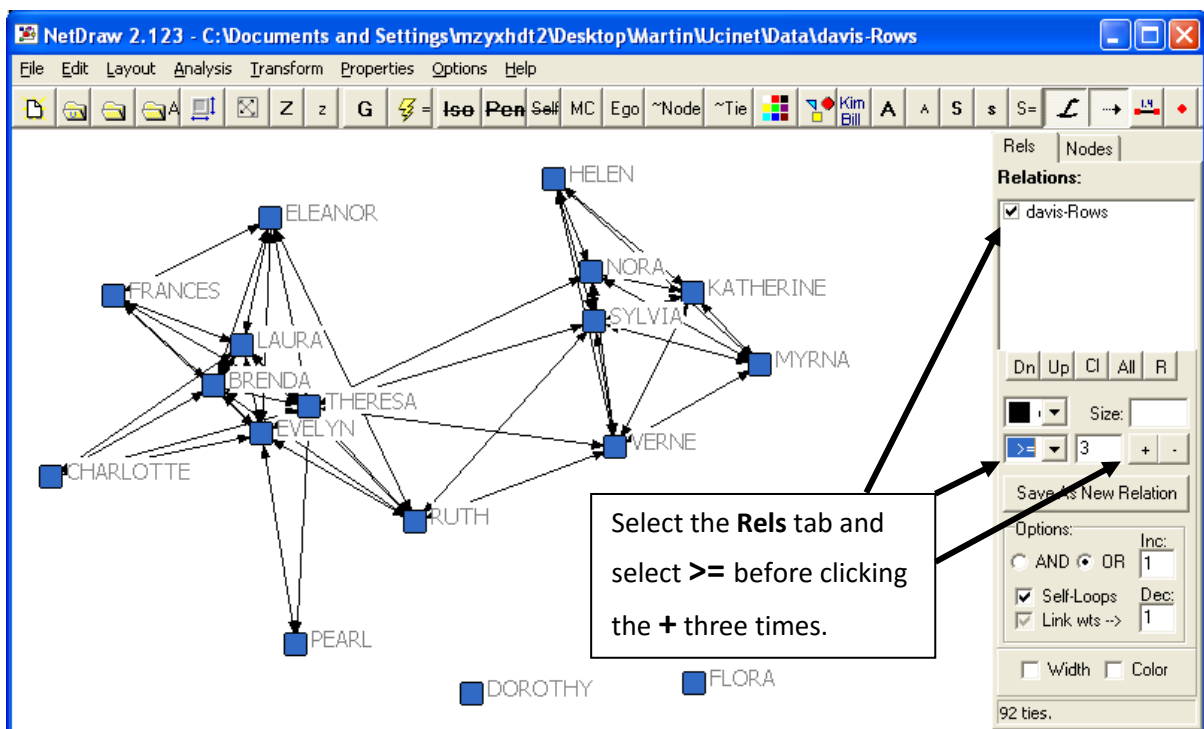 NetDraw 2.123 - C:\Documents and Settings\mzyxhdt2\Desktop\Martin\Ucinet\Data\davis-Rows
File Edit Layout Analysis Transform Properties Options Help
A Z z G = Iso Pen Self MC Ego ~Node ~Tie Kim Bill A A S s S= L 1.4
Rels Nodes
Relations:
davis-Rows
Dn Up Cl All R
Size:
>= 3 + -
Save As New Relation
Options:
Inc:
AND OR 1
Self-Loops Dec:
Link wts --> 1
Width Color
92 ties.
HELEN
ELEANOR
NORA
KATHERINE
FRANCES
SYLVIA
LAURA
MYRNA
BRENDA
THERESA
EVELYN
VERNE
CHARLOTTE
RUTH
PEARL
DOROTHY
FLORA
Select the Rels tab and
select >= before clicking
the + three times.